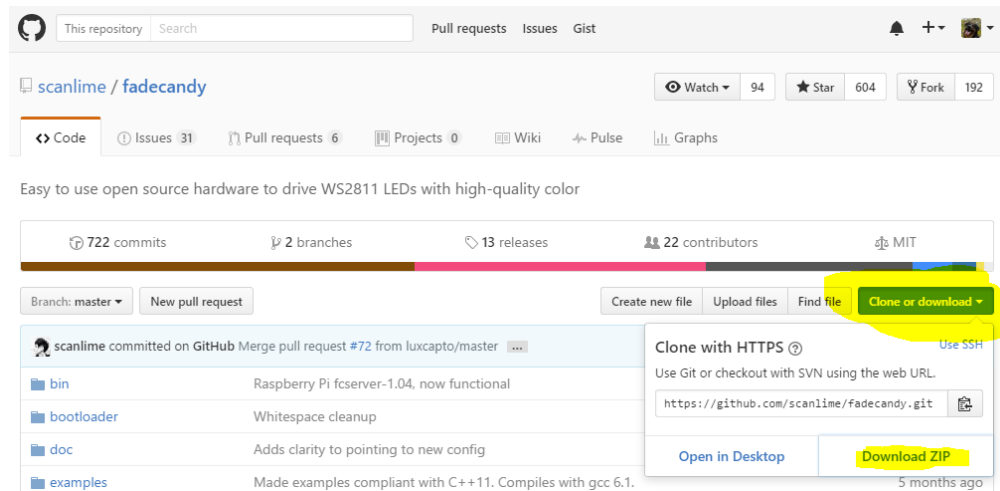 This repository Search Pull requests Issues Gist
scanlime / fadecandy Watch 94 Star 604 Fork 192
Code Issues 31 Pull requests 6 Projects 0 Wiki Pulse Graphs
Easy to use open source hardware to drive WS2811 LEDs with high-quality color
722 commits 2 branches 13 releases 22 contributors MIT
Branch: master New pull request Create new file Upload files Find file Clone or download
scanlime committed on GitHub Merge pull request #72 from luxcapto/master ...
Clone with HTTPS ? Use SSH
Use Git or checkout with SVN using the web URL.
https://github.com/scanlime/fadecandy.git
Open in Desktop Download ZIP
bin Raspberry Pi fcserver-1.04, now functional
bootloader Whitespace cleanup
doc Adds clarity to pointing to new config
examples Made examples compliant with C++11. Compiles with gcc 6.1. 5 months ago